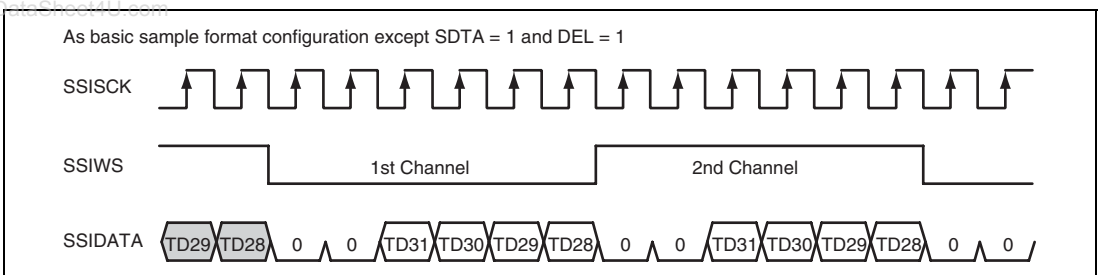 DataSheet4U.com
As basic sample format configuration except SDTA = 1 and DEL = 1
SSISCK
SSIWS 1st Channel 2nd Channel
SSIDATA TD29 TD28 0 0 TD31 TD30 TD29 TD28 0 0 TD31 TD30 TD29 TD28 0 0